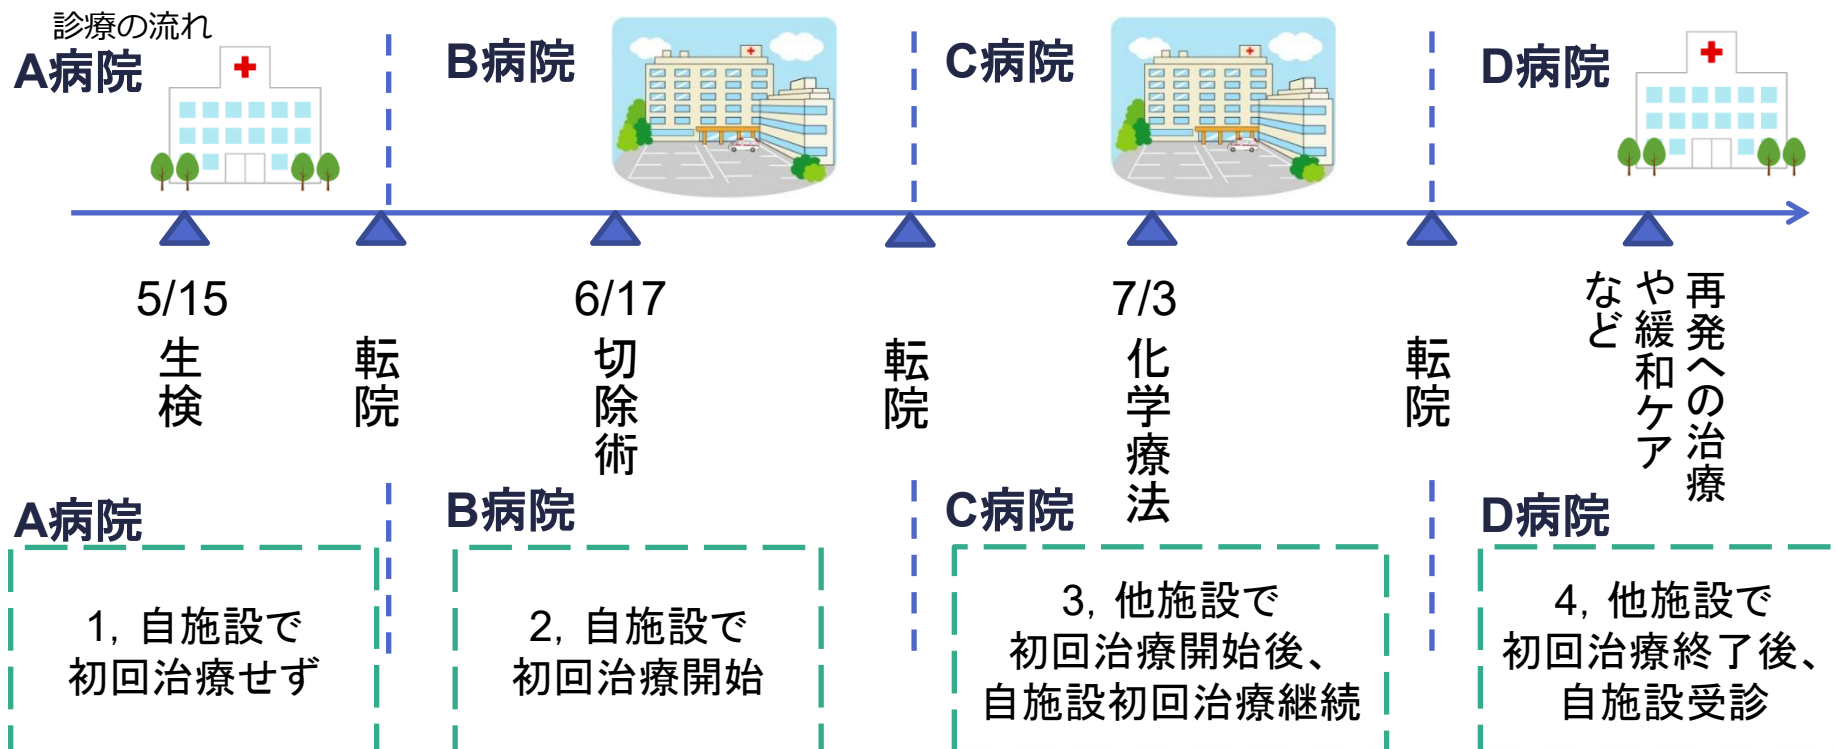 診療の流れ
A病院
B病院
C病院
D病院
5/15
生検
転院
6/17
切除術
転院
7/3
化学療法
転院
再発への治療
や緩和ケア
など
A病院
B病院
C病院
D病院
1, 自施設で
初回治療せず
2, 自施設で
初回治療開始
3, 他施設で
初回治療開始後、
自施設初回治療継続
4, 他施設で
初回治療終了後、
自施設受診